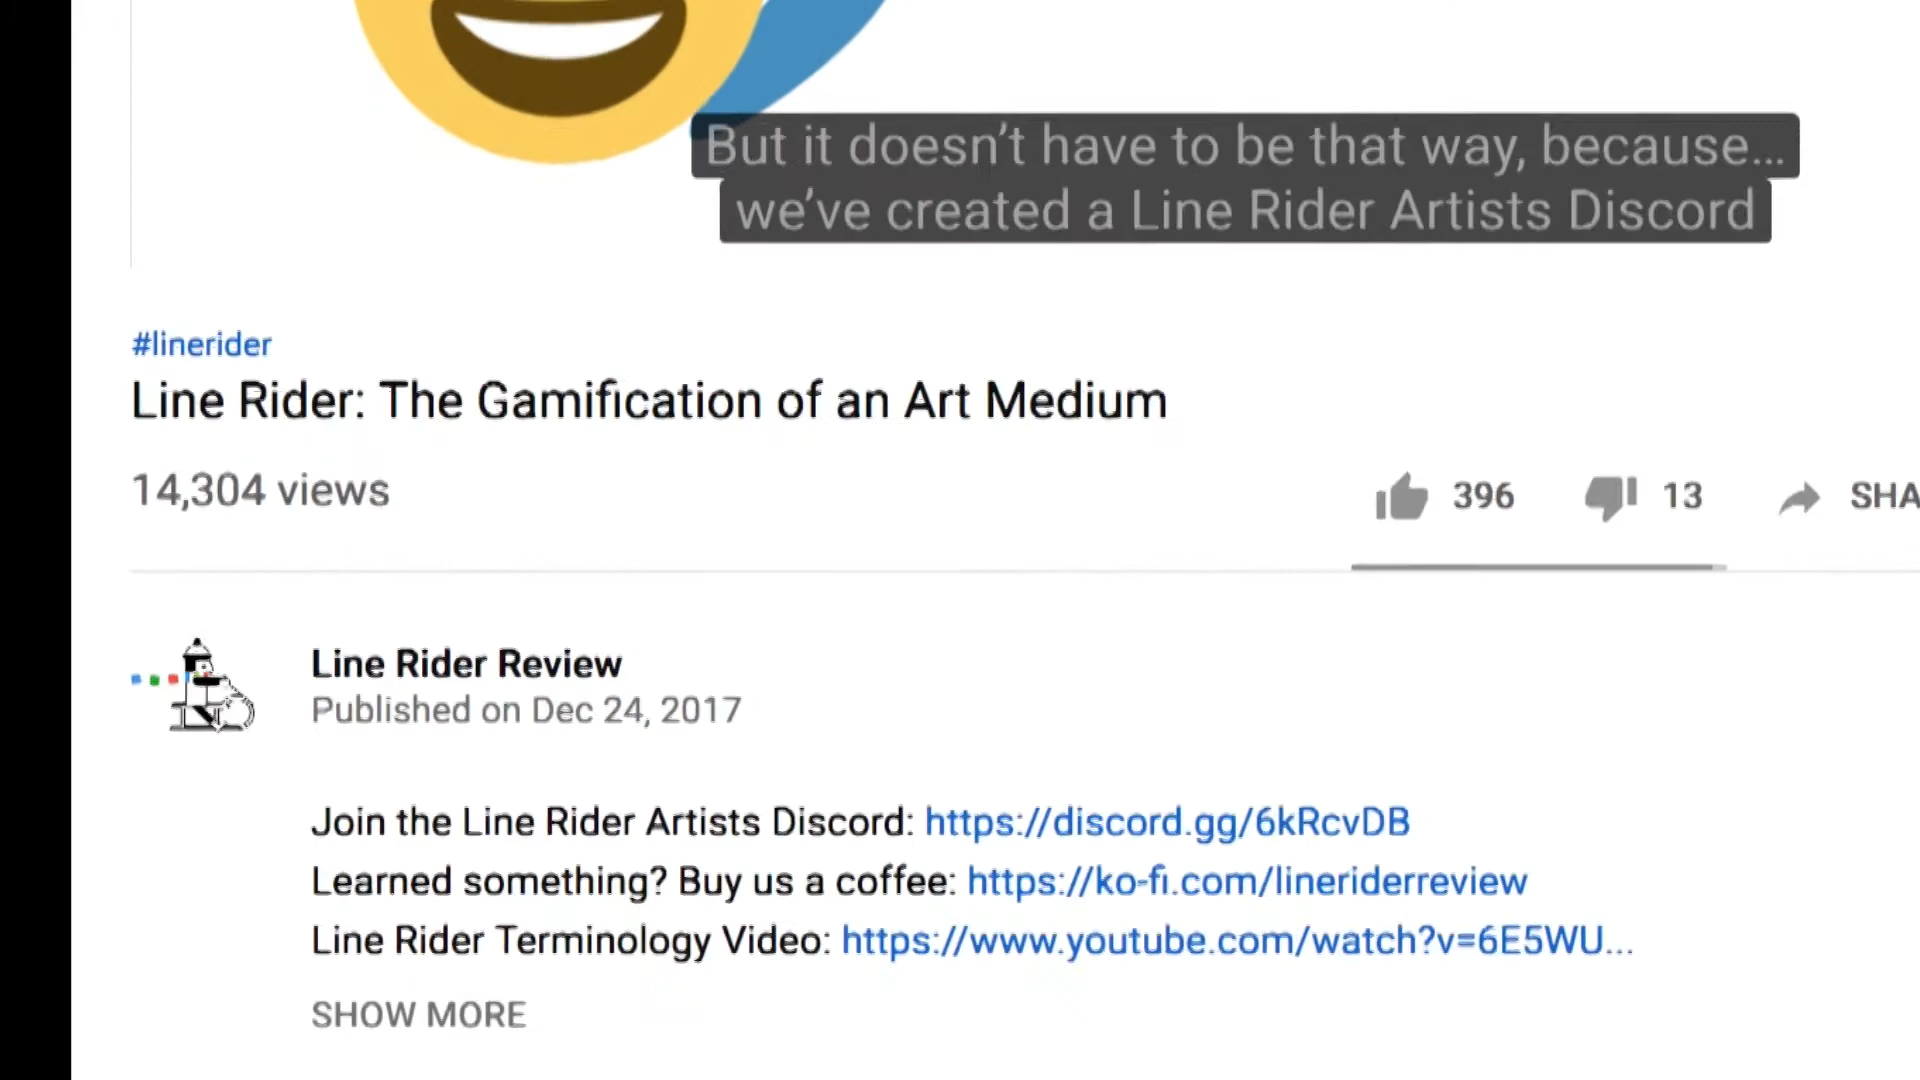 But it doesn’t have to be that way, because...
we’ve created a Line Rider Artists Discord
#linerider
Line Rider: The Gamification of an Art Medium
14,304 views
396
13
SHA
Line Rider Review
Published on Dec 24, 2017
Join the Line Rider Artists Discord: https://discord.gg/6kRcvDB
Learned something? Buy us a coffee: https://ko-fi.com/lineriderreview
Line Rider Terminology Video: https://www.youtube.com/watch?v=6E5WU...
SHOW MORE